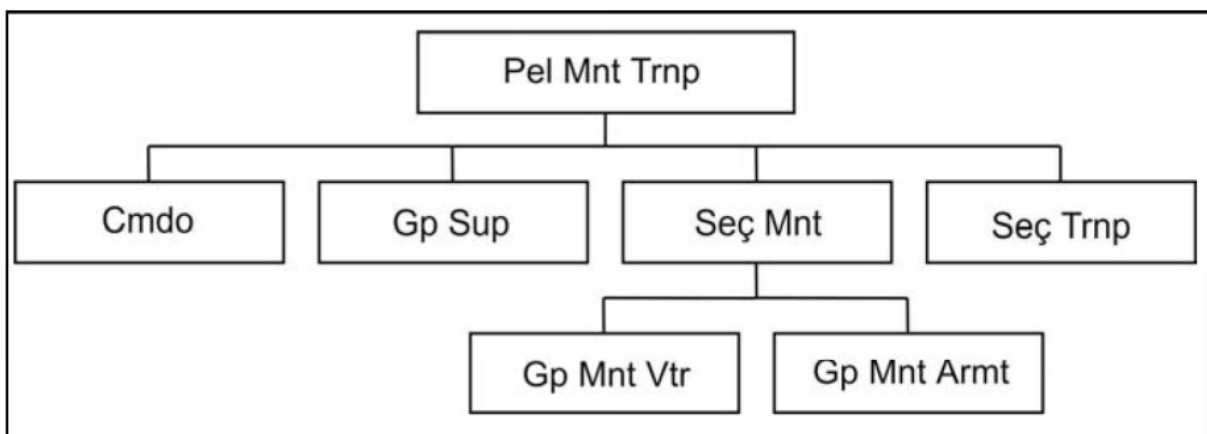 Pel Mnt Trnp
Cmdo
Gp Sup
Seç Mnt
Seç Trnp
Gp Mnt Vtr
Gp Mnt Armt